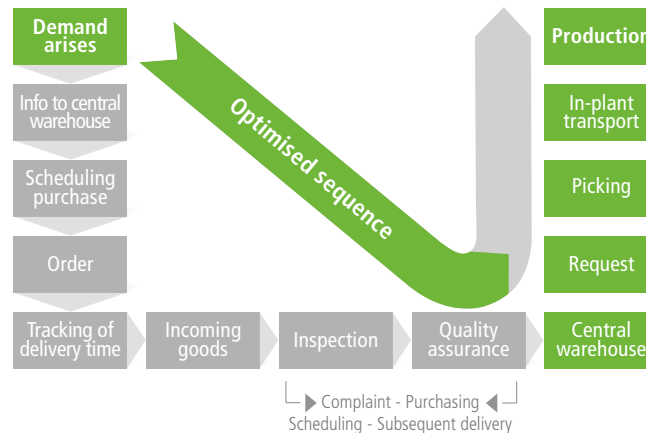 Demand
arises
Info to central
warehouse
Scheduling
purchase
Order
Tracking of
delivery time
Incoming
goods
Inspection
Quality
assurance
Central
warehouse
Request
Picking
In-plant
transport
Production
Optimised sequence
Complaint - Purchasing
Scheduling - Subsequent delivery